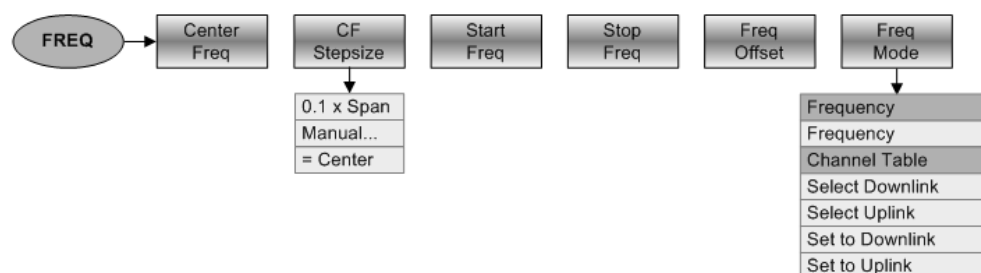 FREQ
Center
Freq
CF
Stepsize
Start
Freq
Stop
Freq
Freq
Offset
Freq
Mode
0.1 x Span
Manual...
= Center
Frequency
Frequency
Channel Table
Select Downlink
Select Uplink
Set to Downlink
Set to Uplink